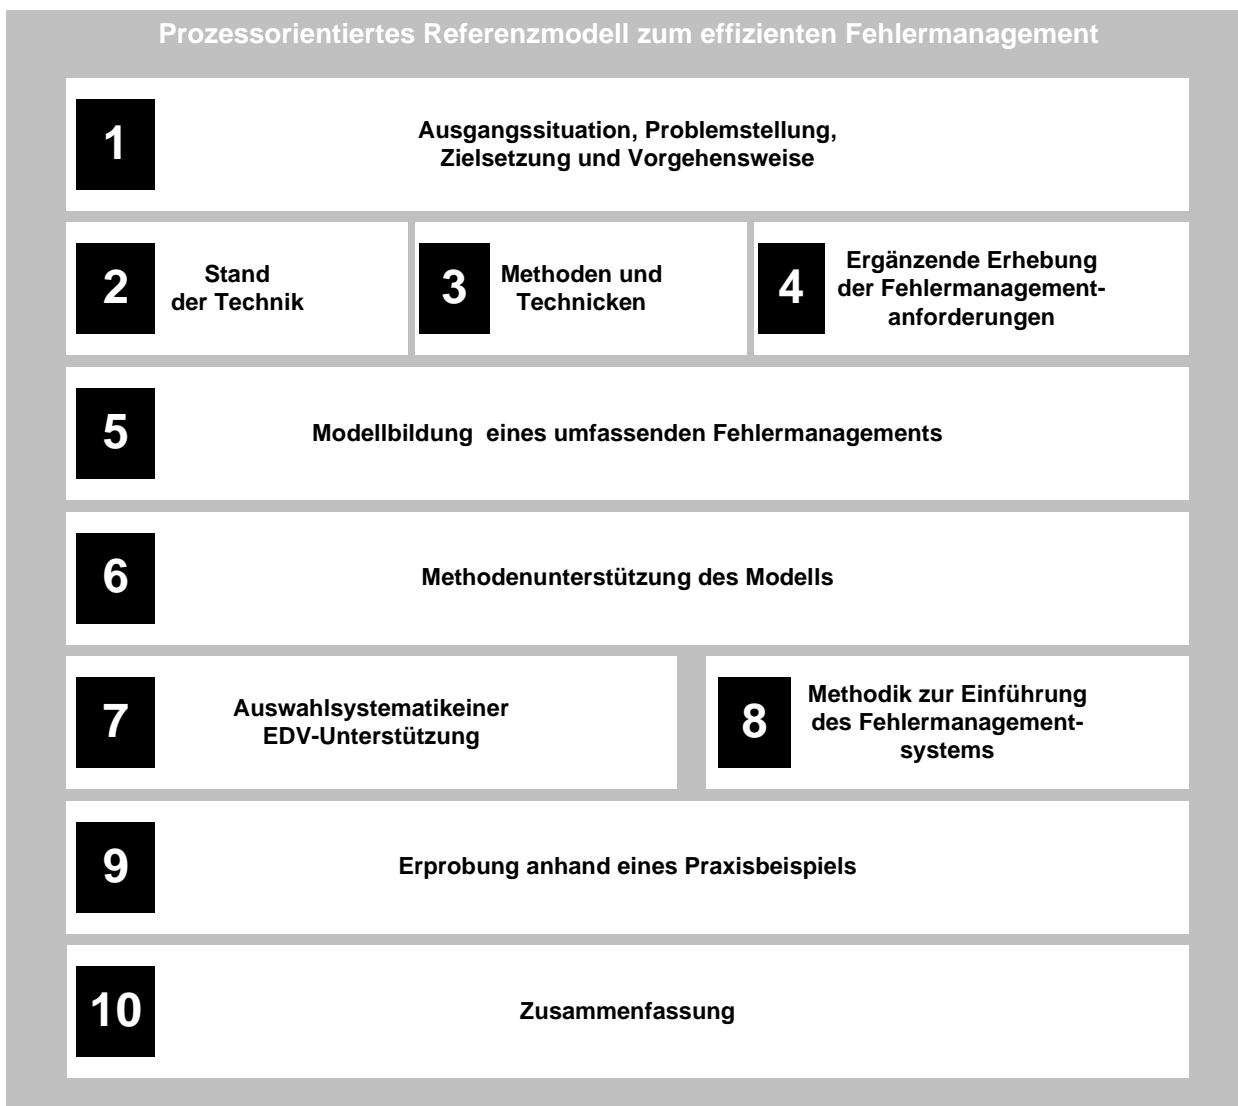 Prozessorientiertes Referenzmodell zum effizienten Fehlermanagement
1
Ausgangssituation, Problemstellung,
Zielsetzung und Vorgehensweise
2
Stand
der Technik
3
Methoden und
Technicken
4
Ergänzende Erhebung
der Fehlermanagement-
anforderungen
5
Modellbildung eines umfassenden Fehlermanagements
6
Methodenunterstützung des Modells
7
Auswahlsystematikeiner
EDV-Unterstützung
8
Methodik zur Einführung
des Fehlermanagement-
systems
9
Erprobung anhand eines Praxisbeispiels
10
Zusammenfassung